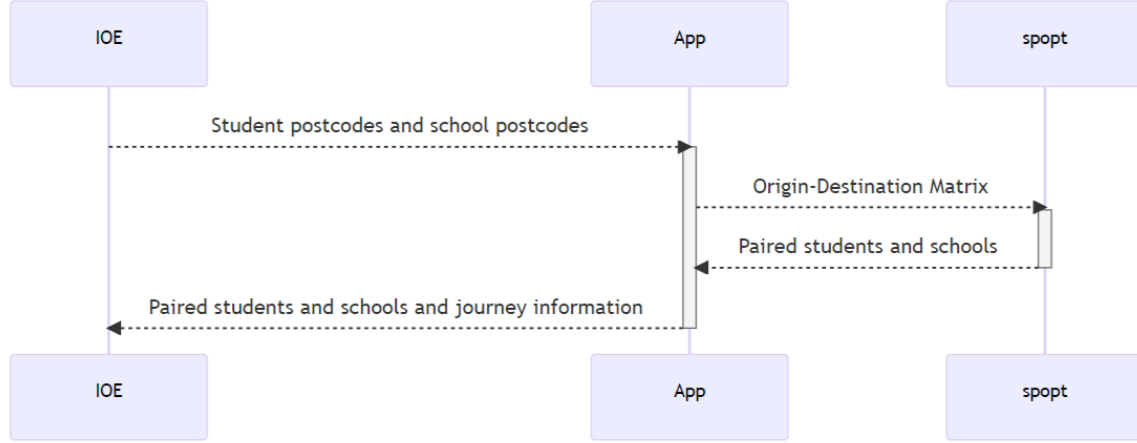 IOE
App
spopt
Student postcodes and school postcodes
Origin-Destination Matrix
Paired students and schools
Paired students and schools and journey information
IOE
App
spopt